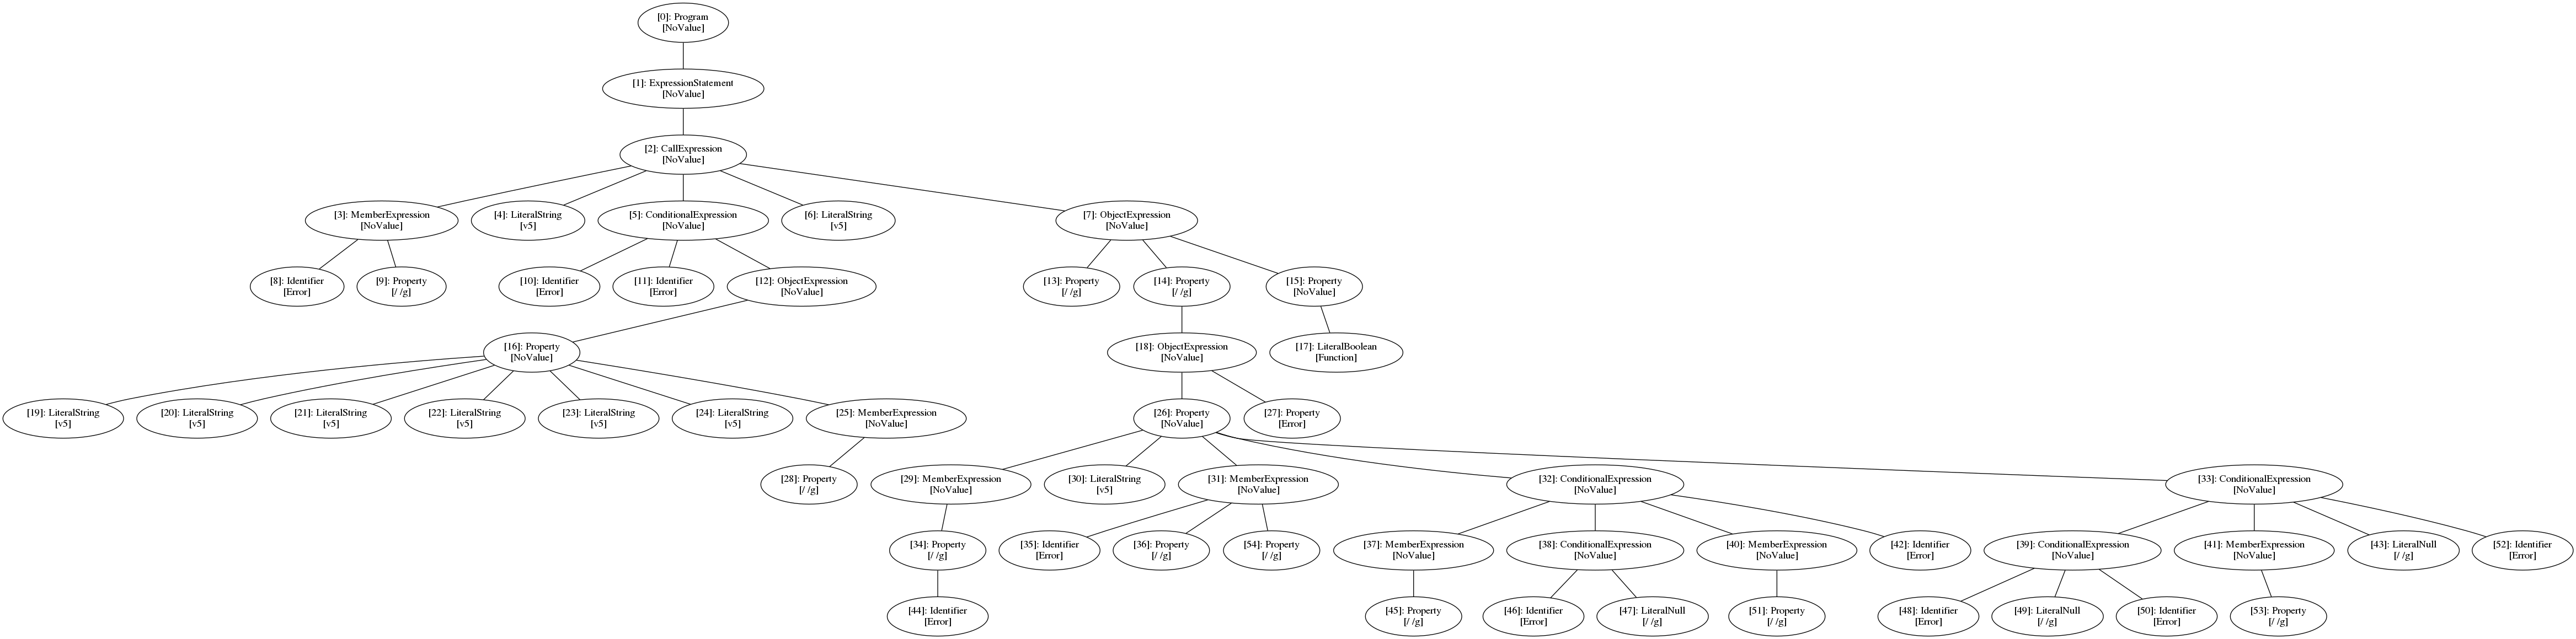 [0]: Program
[NoValue]
[1]: ExpressionStatement
[NoValue]
[2]: CallExpression
[NoValue]
[3]: MemberExpression
[NoValue]
[4]: LiteralString
[v5]
[5]: ConditionalExpression
[NoValue]
[6]: LiteralString
[v5]
[7]: ObjectExpression
[NoValue]
[8]: Identifier
[Error]
[9]: Property
[/ /g]
[10]: Identifier
[Error]
[11]: Identifier
[Error]
[12]: ObjectExpression
[NoValue]
[13]: Property
[/ /g]
[14]: Property
[/ /g]
[15]: Property
[NoValue]
[16]: Property
[NoValue]
[18]: ObjectExpression
[NoValue]
[17]: LiteralBoolean
[Function]
[19]: LiteralString
[v5]
[20]: LiteralString
[v5]
[21]: LiteralString
[v5]
[22]: LiteralString
[v5]
[23]: LiteralString
[v5]
[24]: LiteralString
[v5]
[25]: MemberExpression
[NoValue]
[26]: Property
[NoValue]
[27]: Property
[Error]
[28]: Property
[/ /g]
[29]: MemberExpression
[NoValue]
[30]: LiteralString
[v5]
[31]: MemberExpression
[NoValue]
[32]: ConditionalExpression
[NoValue]
[33]: ConditionalExpression
[NoValue]
[34]: Property
[/ /g]
[35]: Identifier
[Error]
[36]: Property
[/ /g]
[54]: Property
[/ /g]
[37]: MemberExpression
[NoValue]
[38]: ConditionalExpression
[NoValue]
[40]: MemberExpression
[NoValue]
[42]: Identifier
[Error]
[39]: ConditionalExpression
[NoValue]
[41]: MemberExpression
[NoValue]
[43]: LiteralNull
[/ /g]
[52]: Identifier
[Error]
[44]: Identifier
[Error]
[45]: Property
[/ /g]
[46]: Identifier
[Error]
[47]: LiteralNull
[/ /g]
[51]: Property
[/ /g]
[48]: Identifier
[Error]
[49]: LiteralNull
[/ /g]
[50]: Identifier
[Error]
[53]: Property
[/ /g]